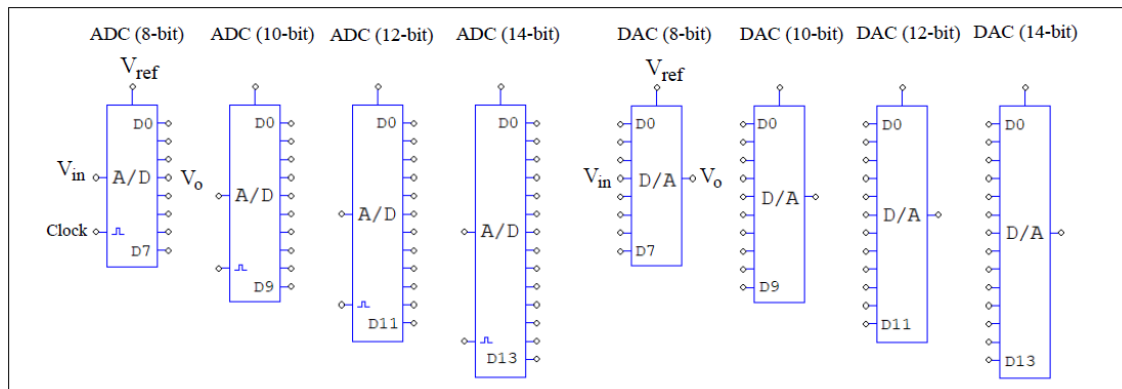 ADC (8-bit) ADC (10-bit) ADC (12-bit) ADC (14-bit) DAC (8-bit) DAC (10-bit) DAC (12-bit) DAC (14-bit)
Vref Vref
D0 D0 D0 D0 D0 D0 D0 D0
Vin A/D Vo A/D A/D A/D Vin D/A Vo D/A D/A D/A
Clock D7 D7
D9 D9
D11 D11
D13 D13